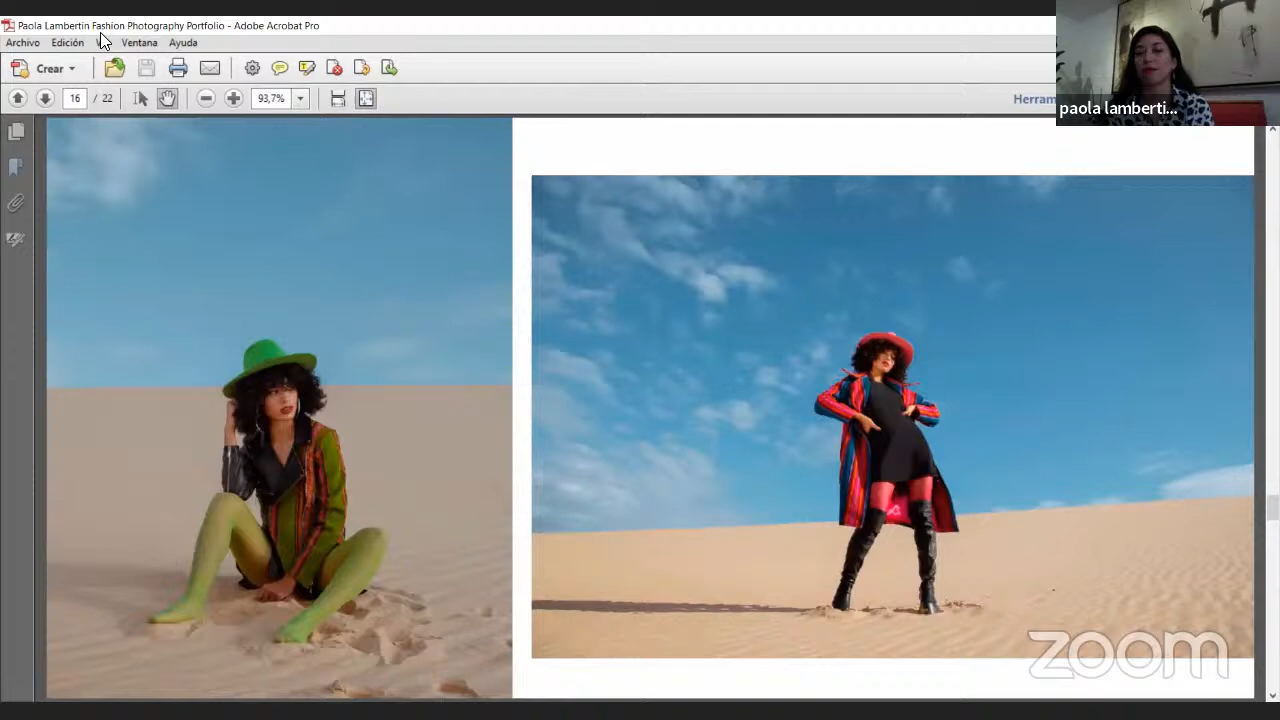 Paola Lambertín Fashion Photography Portfolio - Adobe Acrobat Pro
Archivo Edición Ventana Ayuda
Crear
16 / 22 93,7%
Herram
paola lamberti...
zoom